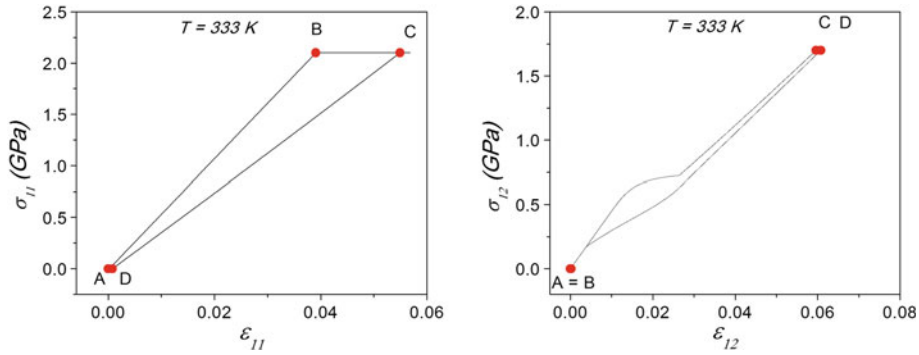 T = 333 K
B
C
A D
σ11 (GPa)
2.5
2.0
1.5
1.0
0.5
0.0
0.00 0.02 0.04 0.06
ε11
T = 333 K
C D
A = B
σ12 (GPa)
2.0
1.5
1.0
0.5
0.0
0.00 0.02 0.04 0.06 0.08
ε12